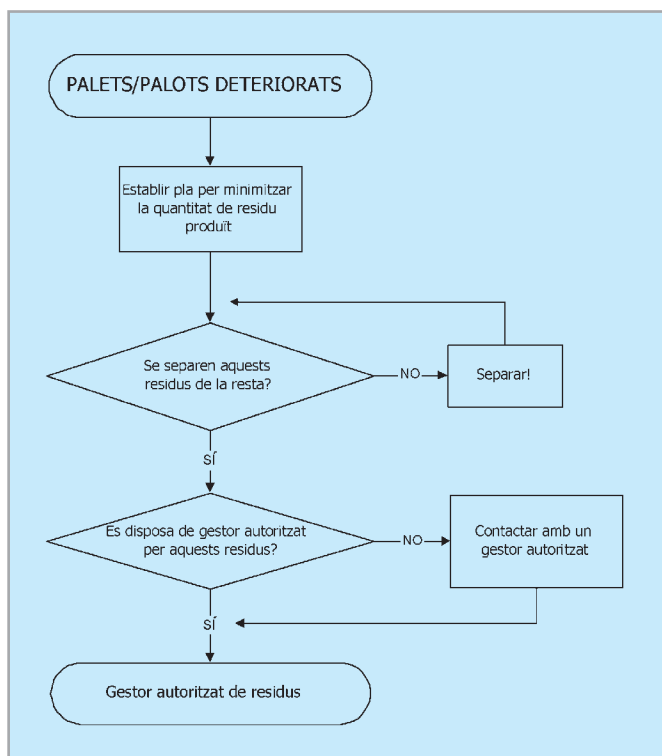 PALETS/PALOTS DETERIORATS
Establir pla per minimitzar
la quantitat de residu
produït
Se separen aquests
residus de la resta?
NO
Separar!
SÍ
Es disposa de gestor autoritzat
per aquests residus?
NO
Contactar amb un
gestor autoritzat
SÍ
Gestor autoritzat de residus